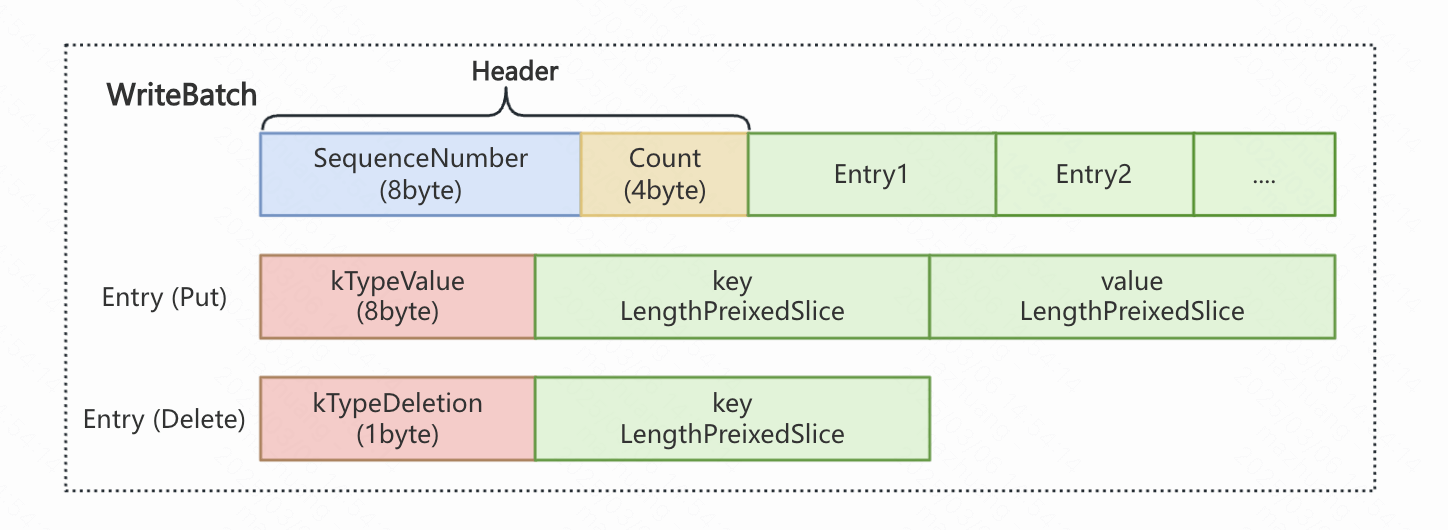 Header
WriteBatch
SequenceNumber
(8byte)
Count
(4byte)
Entry1
Entry2
....
Entry (Put)
kTypeValue
(8byte)
key
LengthPreixedSlice
value
LengthPreixedSlice
Entry (Delete)
kTypeDeletion
(1byte)
key
LengthPreixedSlice